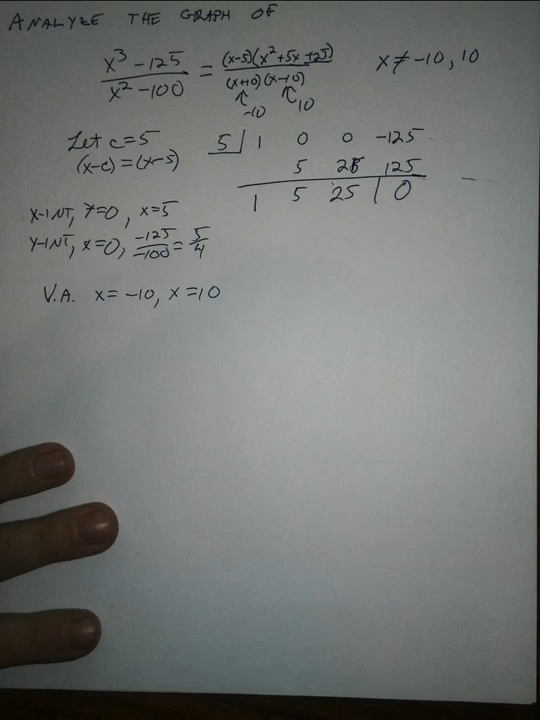 ANALYZE THE GRAPH OF
x³ - 125 / x² - 100 = (x-5)(x²+5x+25) / (x+10)(x-10) x ≠ -10, 10
-10 10
Let c=5
(x-c) = (x-5)
5 | 1 0 0 -125
5 25 125
1 5 25 | 0
X-INT, y=0, x=5
Y-INT, x=0, -125/-100 = 5/4
V.A. x = -10, x = 10